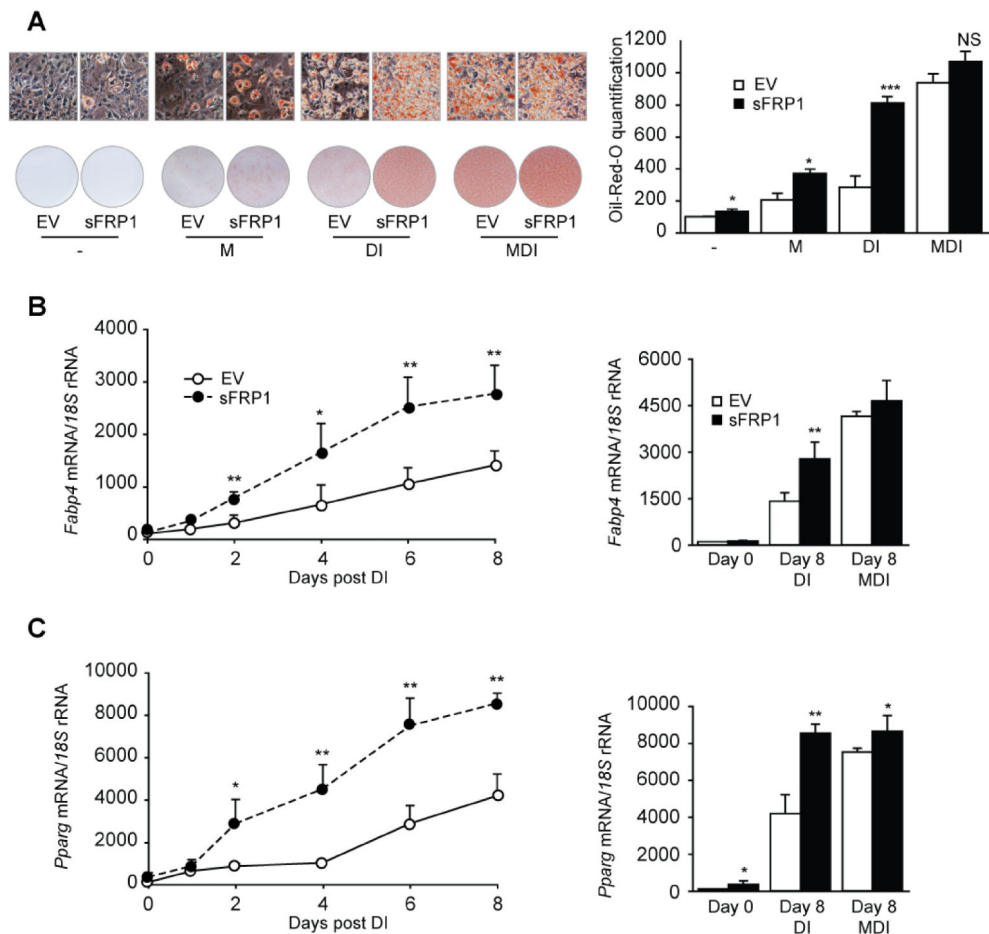 A
EV
sFRP1
EV
sFRP1
EV
sFRP1
EV
sFRP1
-
M
DI
MDI
Oil-Red-O quantification
1200
1000
800
600
400
200
0
EV
sFRP1
*
*
***
NS
-
M
DI
MDI
B
Fabp4 mRNA/18S rRNA
4000
3000
2000
1000
0
EV
sFRP1
**
*
**
**
0
2
4
6
8
Days post DI
Fabp4 mRNA/18S rRNA
6000
4500
3000
1500
0
EV
sFRP1
**
Day 0
Day 8
DI
Day 8
MDI
C
Pparg mRNA/18S rRNA
10000
8000
6000
4000
2000
0
*
**
**
**
0
2
4
6
8
Days post DI
Pparg mRNA/18S rRNA
10000
8000
6000
4000
2000
0
*
**
*
Day 0
Day 8
DI
Day 8
MDI